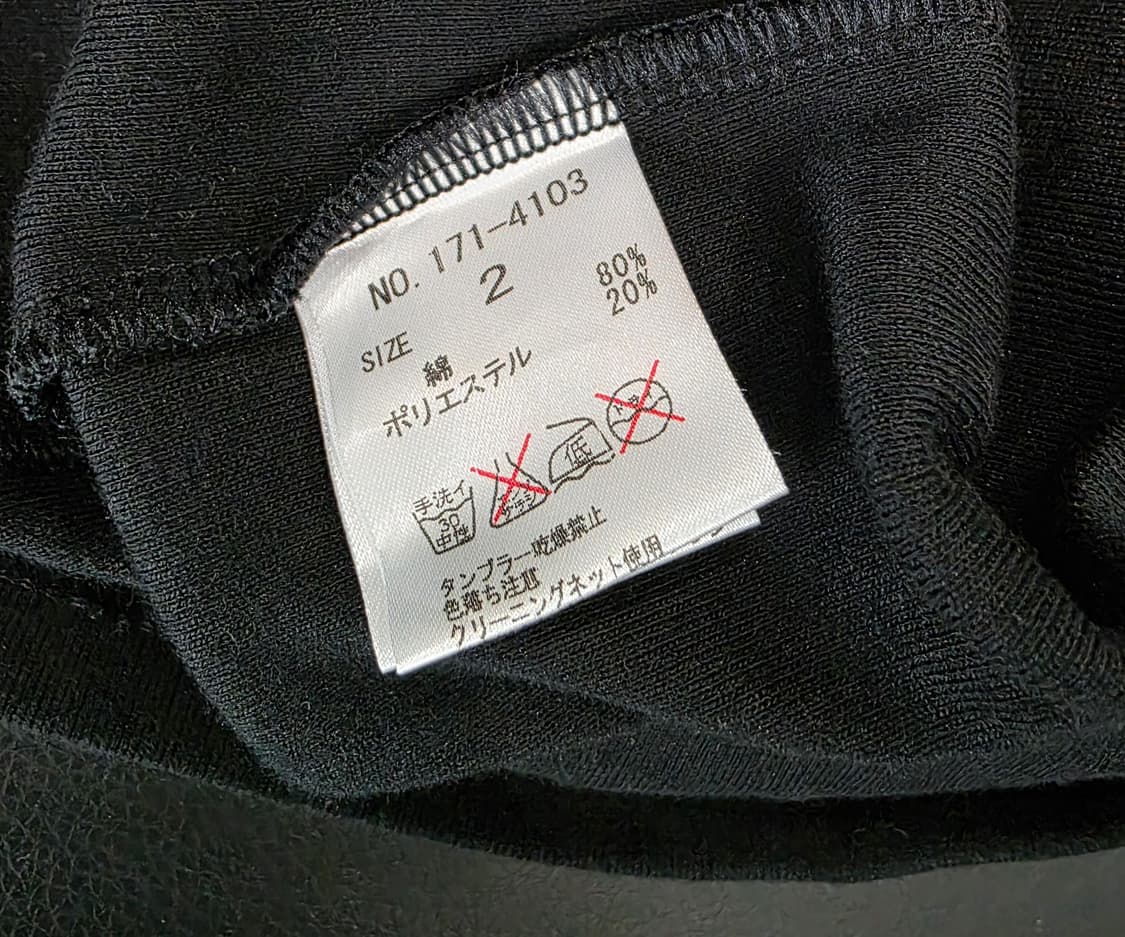 NO. 171-4103
SIZE 2
綿 80%
ポリエステル 20%
手洗イ
30
中性
低
タンブラー乾燥禁止
色落ち注意
クリーニングネット使用